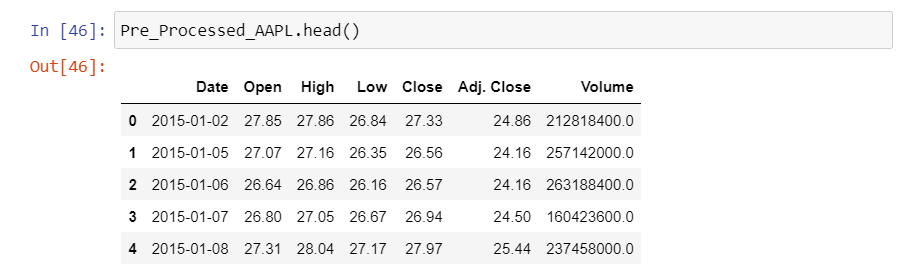 In [46]: Pre_Processed_AAPL.head()
Out[46]:
Date Open High Low Close Adj. Close Volume
0 2015-01-02 27.85 27.86 26.84 27.33 24.86 212818400.0
1 2015-01-05 27.07 27.16 26.35 26.56 24.16 257142000.0
2 2015-01-06 26.64 26.86 26.16 26.57 24.16 263188400.0
3 2015-01-07 26.80 27.05 26.67 26.94 24.50 160423600.0
4 2015-01-08 27.31 28.04 27.17 27.97 25.44 237458000.0